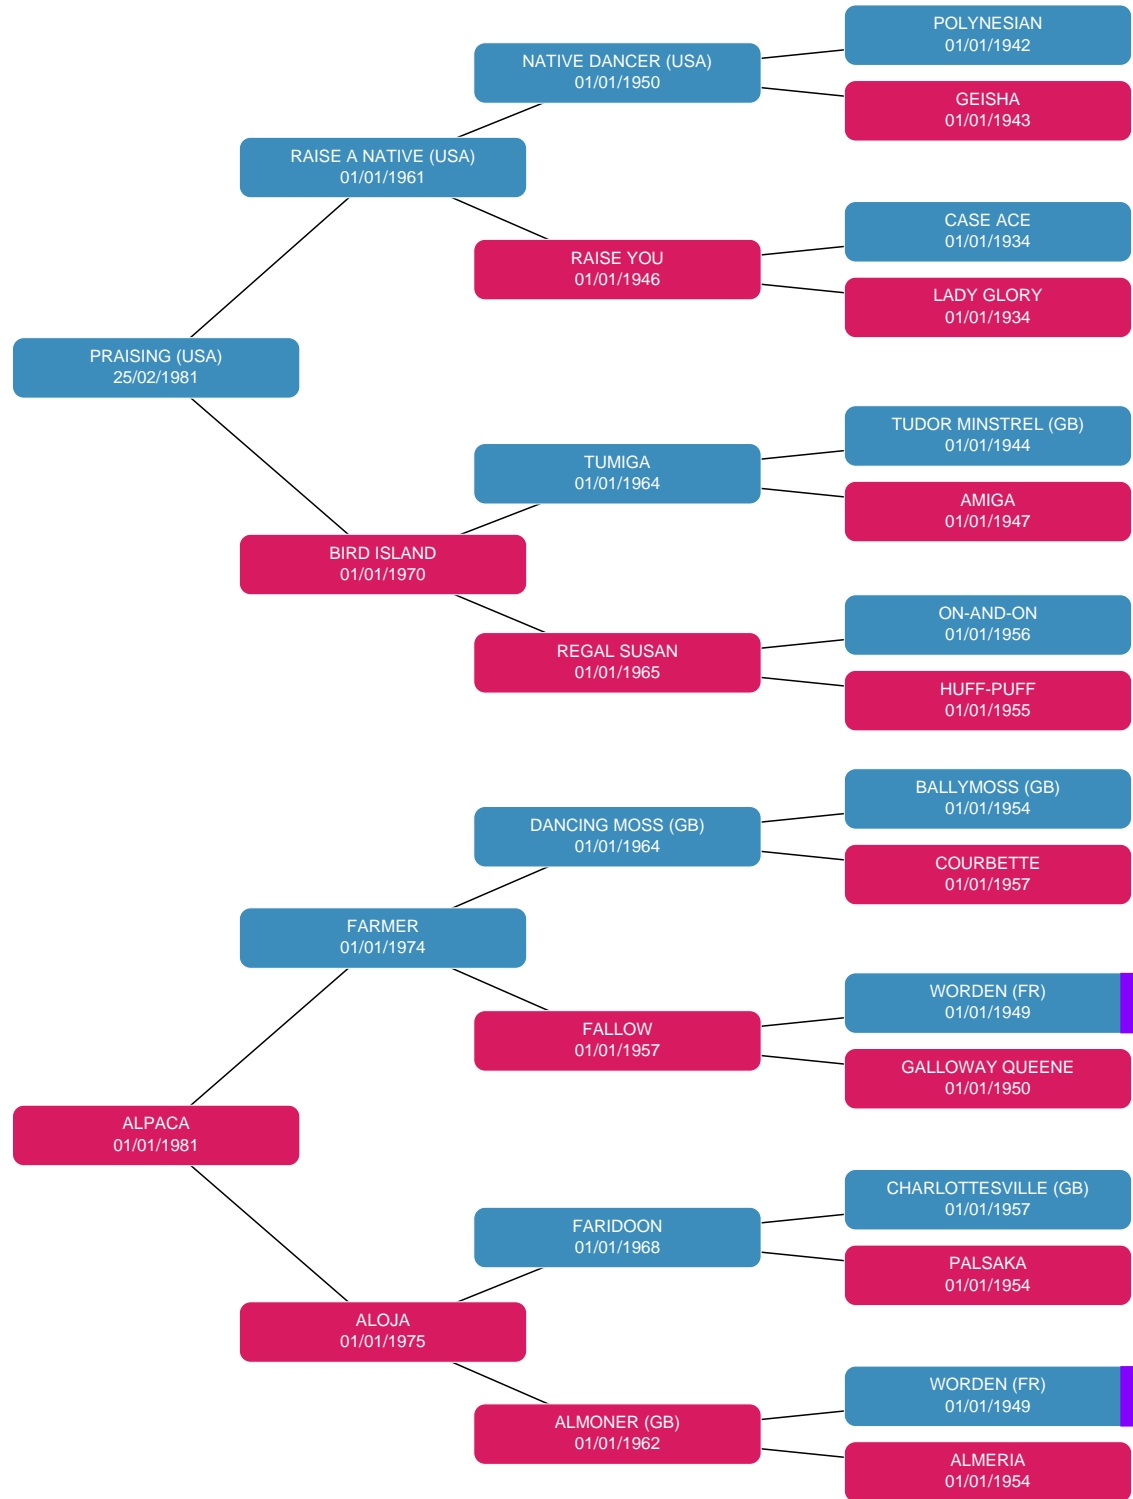 POLYNESIAN
01/01/1942
NATIVE DANCER (USA)
01/01/1950
GEISHA
01/01/1943
RAISE A NATIVE (USA)
01/01/1961
CASE ACE
01/01/1934
RAISE YOU
01/01/1946
LADY GLORY
01/01/1934
PRAISING (USA)
25/02/1981
TUDOR MINSTREL (GB)
01/01/1944
TUMIGA
01/01/1964
AMIGA
01/01/1947
BIRD ISLAND
01/01/1970
ON-AND-ON
01/01/1956
REGAL SUSAN
01/01/1965
HUFF-PUFF
01/01/1955
BALLYMOSS (GB)
01/01/1954
DANCING MOSS (GB)
01/01/1964
COURBETTE
01/01/1957
FARMER
01/01/1974
WORDEN (FR)
01/01/1949
FALLOW
01/01/1957
GALLOWAY QUEENE
01/01/1950
ALPACA
01/01/1981
CHARLOTTESVILLE (GB)
01/01/1957
FARIDOON
01/01/1968
PALSAKA
01/01/1954
ALOJA
01/01/1975
WORDEN (FR)
01/01/1949
ALMONER (GB)
01/01/1962
ALMERIA
01/01/1954